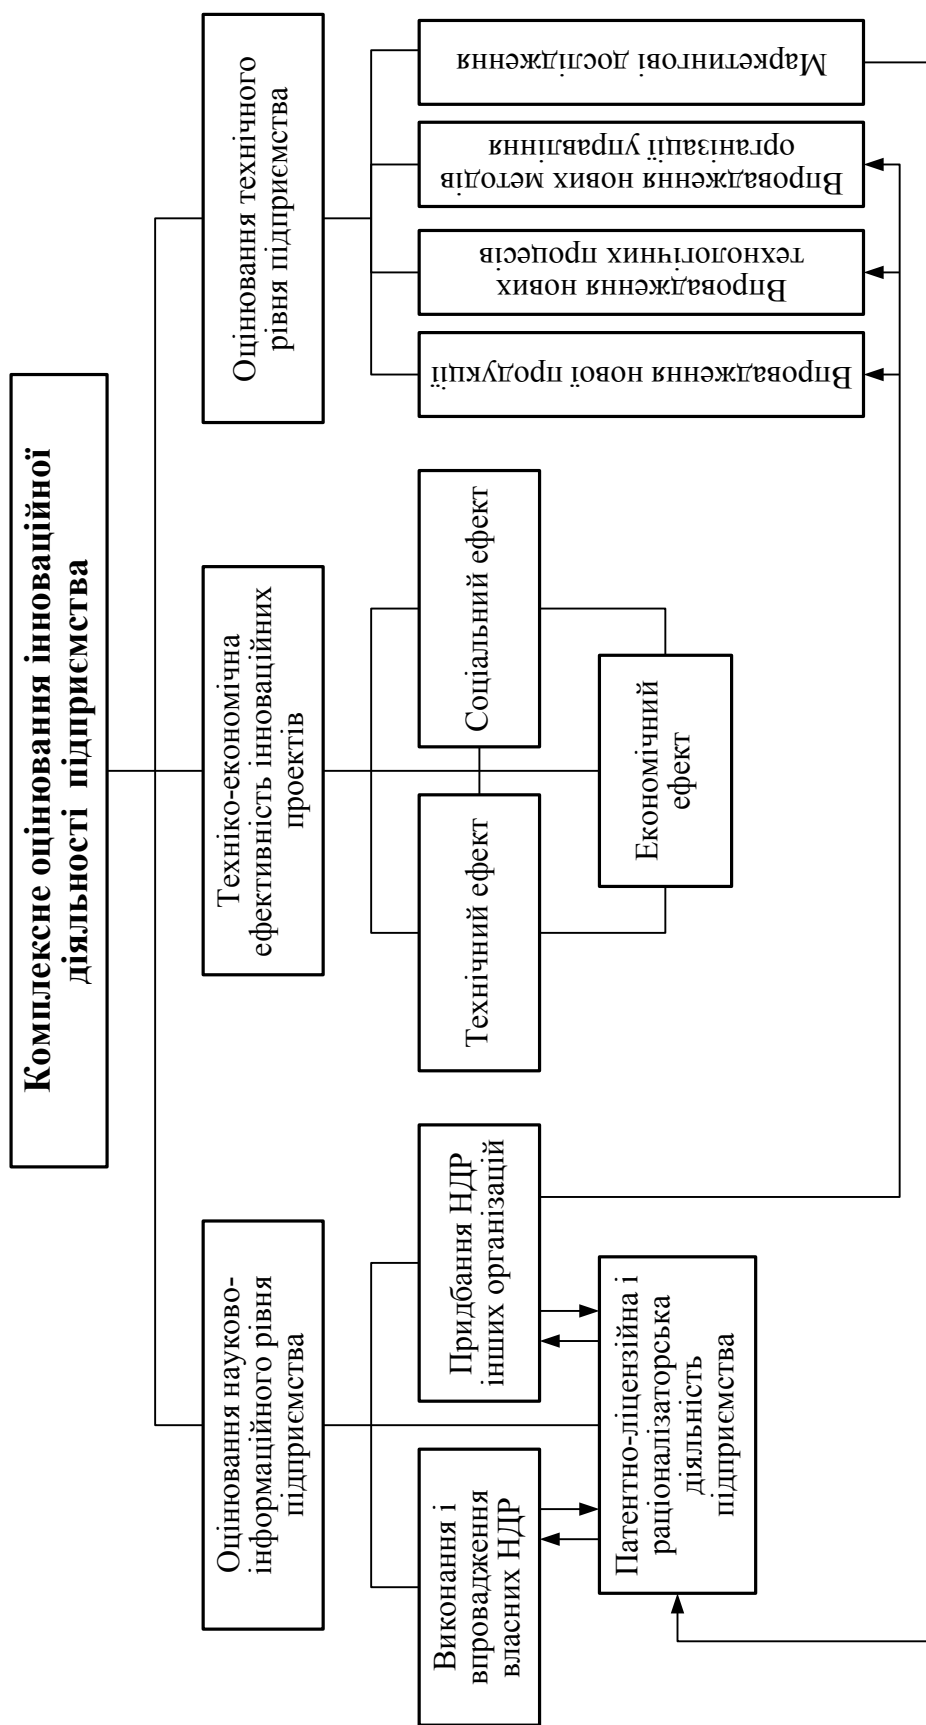 Комплексне оцінювання інноваційної
діяльності підприємства
Оцінювання науково-
інформаційного рівня
підприємства
Техніко-економічна
ефективність інноваційних
проектів
Оцінювання технічного
рівня підприємства
Виконання і
впровадження
власних НДР
Придбання НДР
інших організацій
Патентно-ліцензійна і
раціоналізаторська
діяльність
підприємства
Технічний ефект
Соціальний ефект
Економічний
ефект
Впровадження нової продукції
Впровадження нових
технологічних процесів
Впровадження нових методів
організації управління
Маркетингові дослідження